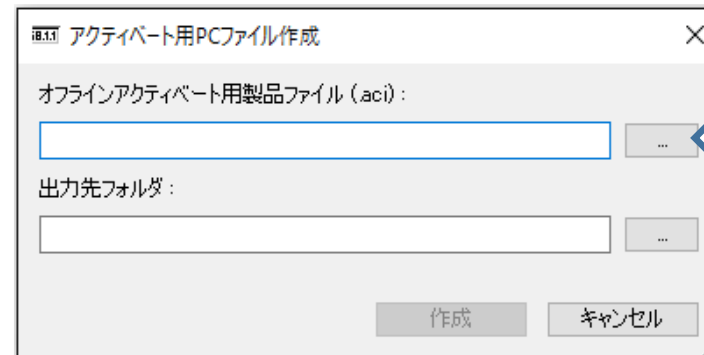 iB.1.1 アクティベート用PCファイル作成
オフラインアクティベート用製品ファイル (.aci) :
...
出力先フォルダ :
...
作成 キャンセル